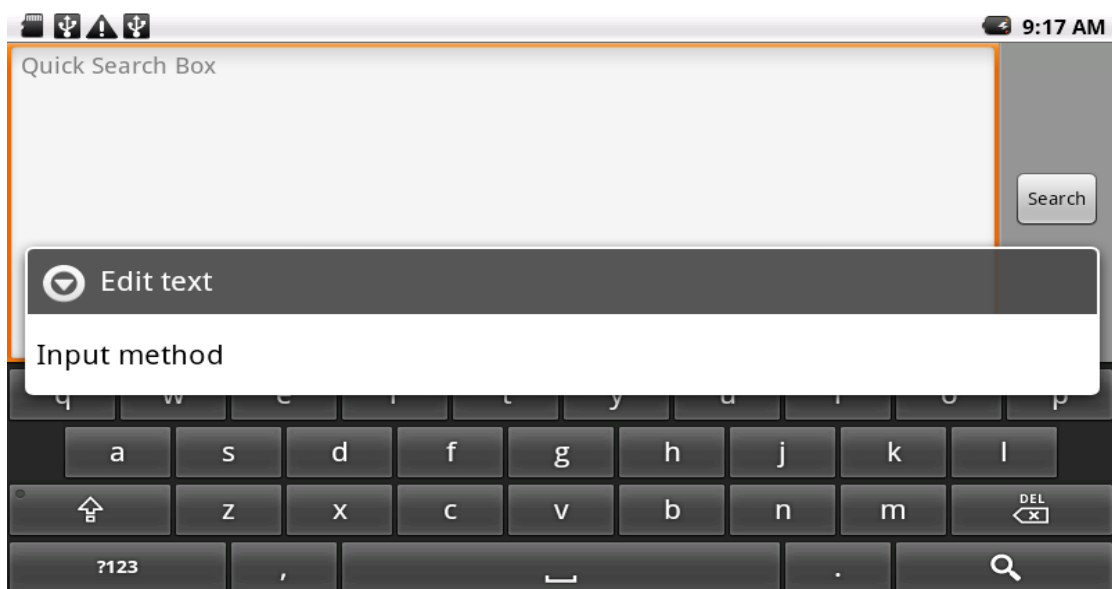 9:17 AM
Quick Search Box
Search
Edit text
Input method
q w e r t y u i o p
a s d f g h j k l
z x c v b n m DEL
?123 , .